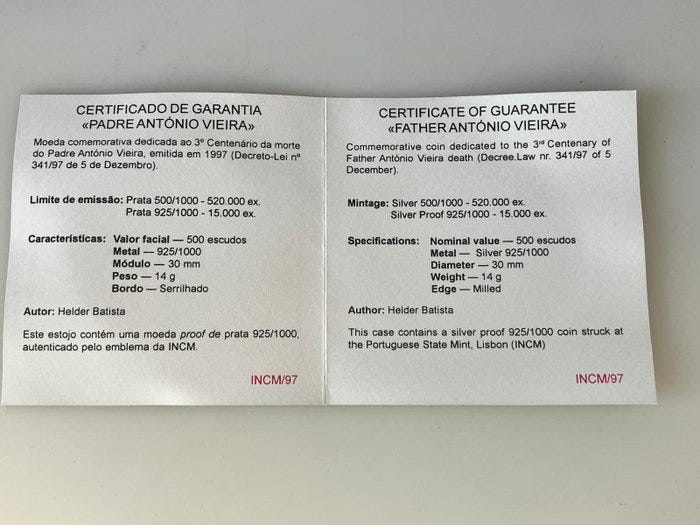 CERTIFICADO DE GARANTIA
«PADRE ANTÓNIO VIEIRA»
Moeda comemorativa dedicada ao 3º Centenário da morte
do Padre António Vieira, emitida em 1997 (Decreto-Lei nº
341/97 de 5 de Dezembro).
Limite de emissão: Prata 500/1000 - 520.000 ex.
Prata 925/1000 - 15.000 ex.
Características: Valor facial — 500 escudos
Metal — 925/1000
Módulo — 30 mm
Peso — 14 g
Bordo — Serrilhado
Autor: Helder Batista
Este estojo contém uma moeda proof de prata 925/1000,
autenticado pelo emblema da INCM.
INCM/97
CERTIFICATE OF GUARANTEE
«FATHER ANTÓNIO VIEIRA»
Commemorative coin dedicated to the 3rd Centenary of
Father António Vieira death (Decree.Law nr. 341/97 of 5
December).
Mintage: Silver 500/1000 - 520.000 ex.
Silver Proof 925/1000 - 15.000 ex.
Specifications: Nominal value — 500 escudos
Metal — Silver 925/1000
Diameter — 30 mm
Weight — 14 g
Edge — Milled
Author: Helder Batista
This case contains a silver proof 925/1000 coin struck at
the Portuguese State Mint, Lisbon (INCM)
INCM/97